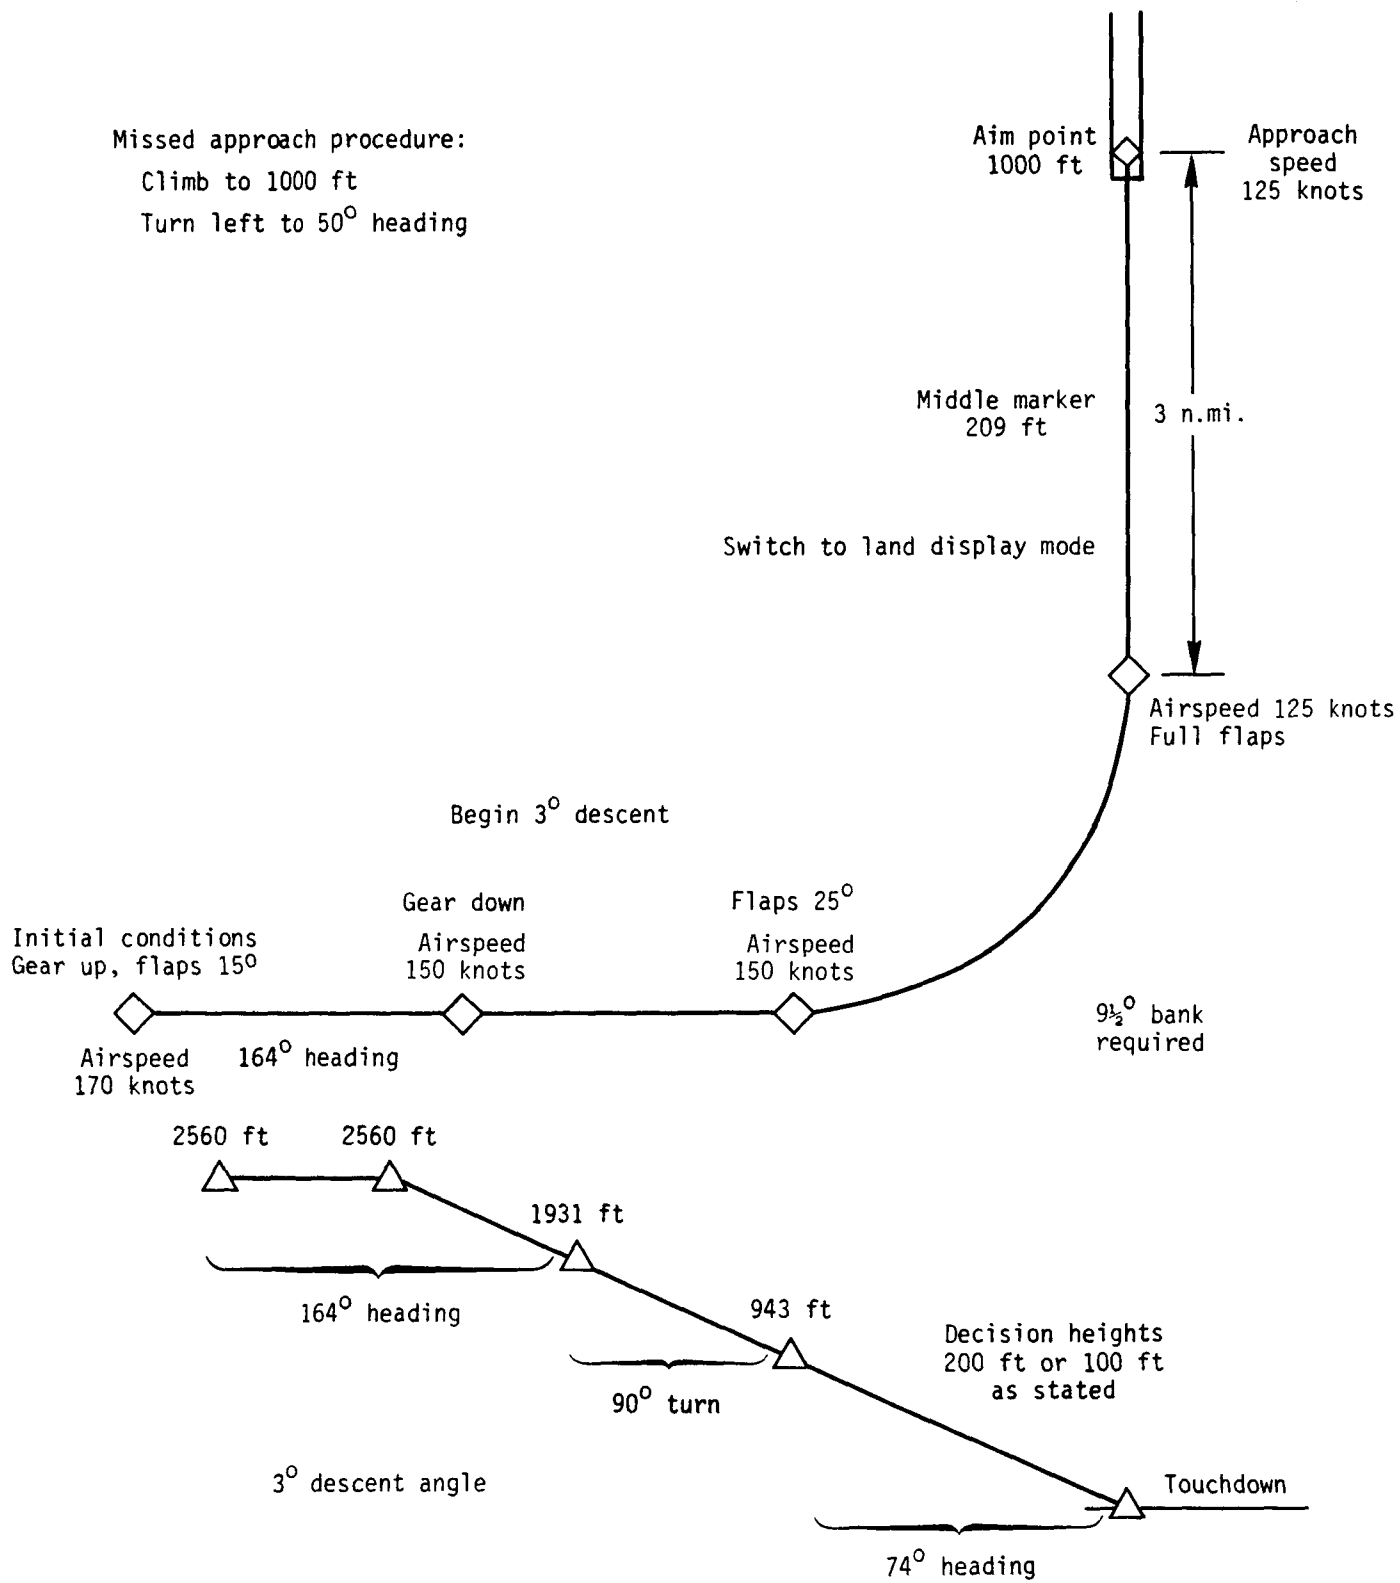 Missed approach procedure:
Climb to 1000 ft
Turn left to 50° heading
Aim point
1000 ft
Approach
speed
125 knots
Middle marker
209 ft
3 n.mi.
Switch to land display mode
Airspeed 125 knots
Full flaps
Begin 3° descent
Initial conditions
Gear up, flaps 15°
Gear down
Airspeed
150 knots
Flaps 25°
Airspeed
150 knots
9½° bank
required
Airspeed
170 knots
164° heading
2560 ft
2560 ft
1931 ft
164° heading
943 ft
90° turn
Decision heights
200 ft or 100 ft
as stated
3° descent angle
Touchdown
74° heading